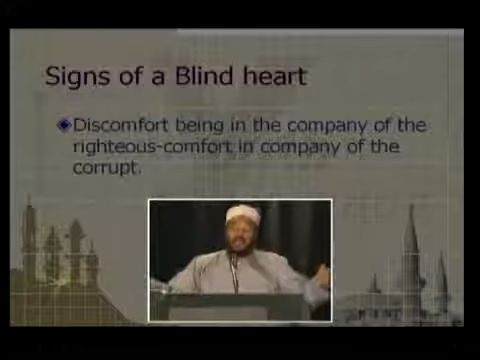 Signs of a Blind heart
Discomfort being in the company of the
righteous-comfort in company of the
corrupt.